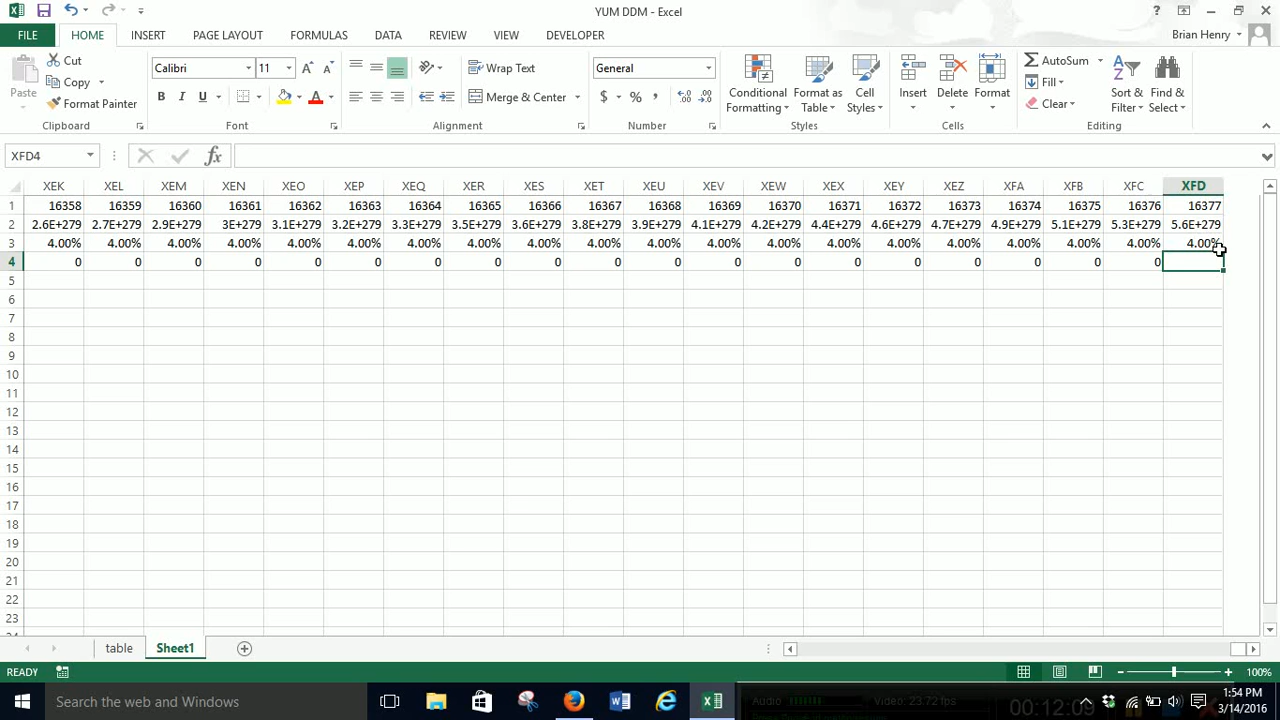 YUM DDM - Excel
?
FILE HOME INSERT PAGE LAYOUT FORMULAS DATA REVIEW VIEW DEVELOPER Brian Henry
Paste Cut Calibri 11 A A Wrap Text General Conditional Formatting Format as Table Cell Styles Insert Delete Format AutoSum Sort & Filter Find & Select
Copy Fill
Format Painter B I U A Merge & Center $ % , Clear
Clipboard Font Alignment Number Styles Cells Editing
XFD4 fx
XEK XEL XEM XEN XEO XEP XEQ XER XES XET XEU XEV XEW XEX XEY XEZ XFA XFB XFC XFD
1 16358 16359 16360 16361 16362 16363 16364 16365 16366 16367 16368 16369 16370 16371 16372 16373 16374 16375 16376 16377
2 2.6E+279 2.7E+279 2.9E+279 3E+279 3.1E+279 3.2E+279 3.3E+279 3.5E+279 3.6E+279 3.8E+279 3.9E+279 4.1E+279 4.2E+279 4.4E+279 4.6E+279 4.7E+279 4.9E+279 5.1E+279 5.3E+279 5.6E+279
3 4.00% 4.00% 4.00% 4.00% 4.00% 4.00% 4.00% 4.00% 4.00% 4.00% 4.00% 4.00% 4.00% 4.00% 4.00% 4.00% 4.00% 4.00% 4.00% 4.00%
4 0 0 0 0 0 0 0 0 0 0 0 0 0 0 0 0 0 0 0
5
6
7
8
9
10
11
12
13
14
15
16
17
18
19
20
21
22
23
table Sheet1
READY 100%
Search the web and Windows Audio Video: 23.72 fps 1:54 PM
00:12:09 3/14/2016